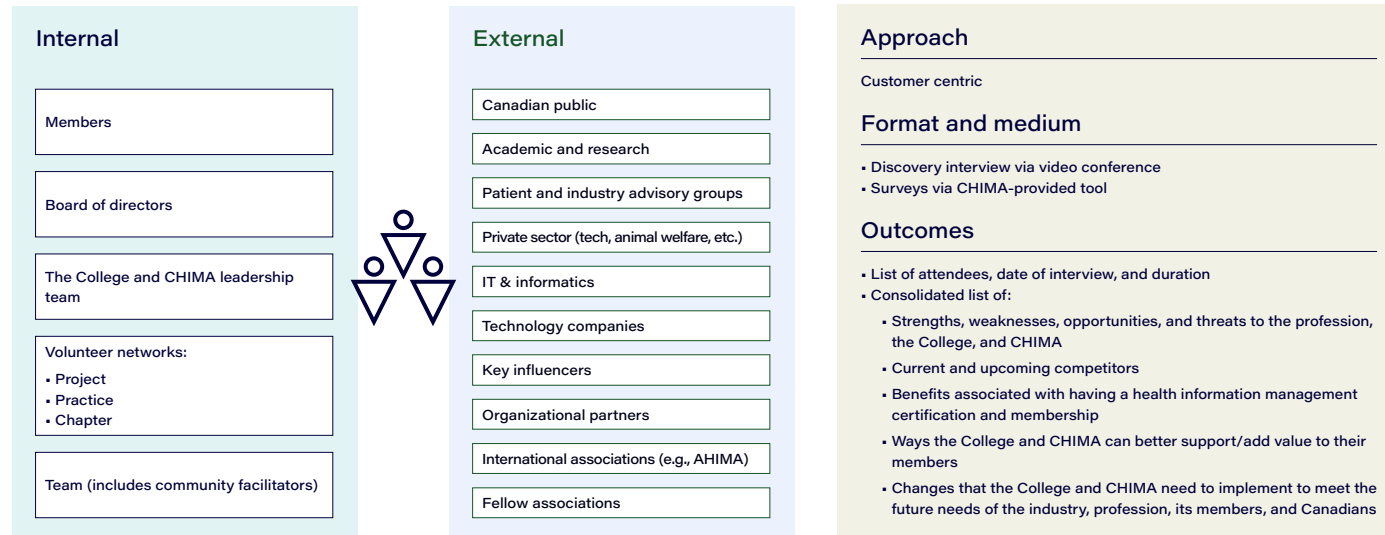 Internal
Members
Board of directors
The College and CHIMA leadership
team
Volunteer networks:
▪ Project
▪ Practice
▪ Chapter
Team (includes community facilitators)
External
Canadian public
Academic and research
Patient and industry advisory groups
Private sector (tech, animal welfare, etc.)
IT & informatics
Technology companies
Key influencers
Organizational partners
International associations (e.g., AHIMA)
Fellow associations
Approach
Customer centric
Format and medium
▪ Discovery interview via video conference
▪ Surveys via CHIMA-provided tool
Outcomes
▪ List of attendees, date of interview, and duration
▪ Consolidated list of:
▪ Strengths, weaknesses, opportunities, and threats to the profession,
the College, and CHIMA
▪ Current and upcoming competitors
▪ Benefits associated with having a health information management
certification and membership
▪ Ways the College and CHIMA can better support/add value to their
members
▪ Changes that the College and CHIMA need to implement to meet the
future needs of the industry, profession, its members, and Canadians